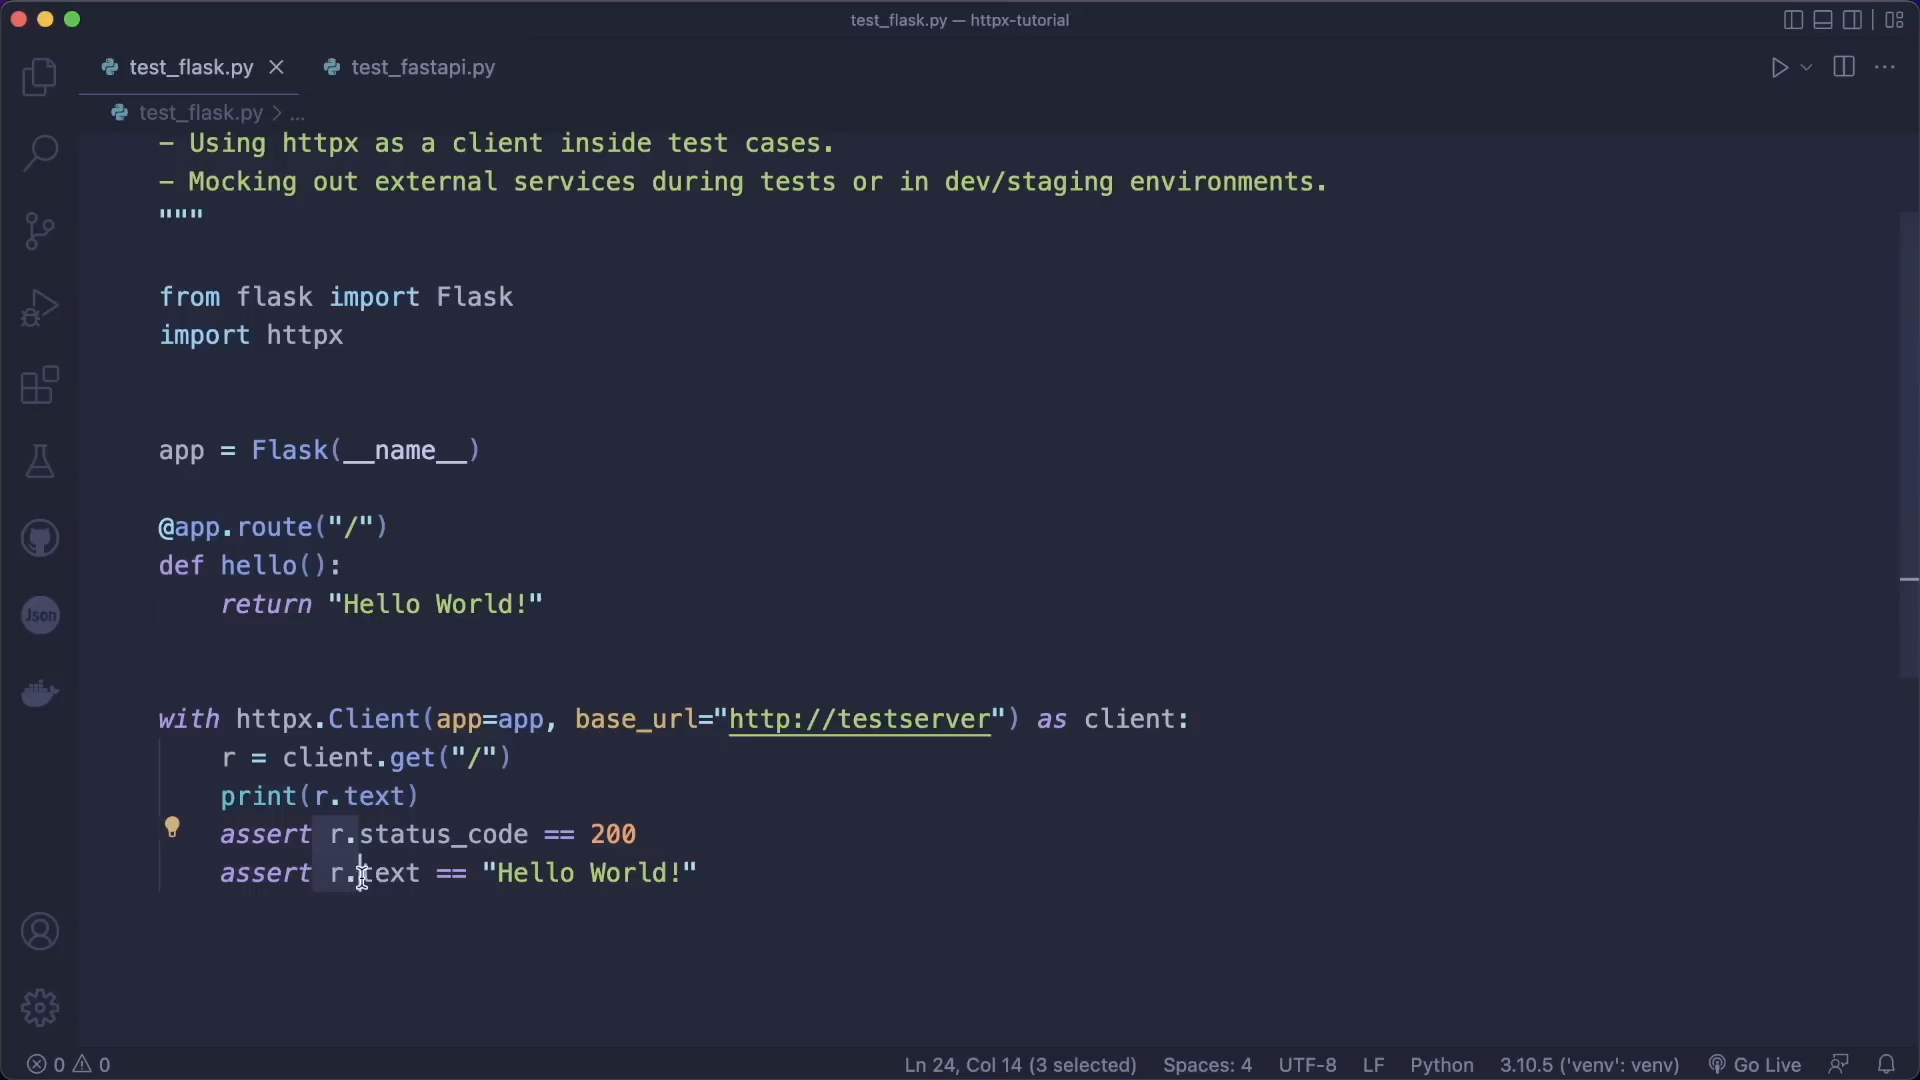 test_flask.py — httpx-tutorial
test_flask.py test_fastapi.py
test_flask.py > ...
- Using httpx as a client inside test cases.
- Mocking out external services during tests or in dev/staging environments.
"""
from flask import Flask
import httpx
app = Flask(__name__)
@app.route("/")
def hello():
return "Hello World!"
with httpx.Client(app=app, base_url="http://testserver") as client:
r = client.get("/")
print(r.text)
assert r.status_code == 200
assert r.text == "Hello World!"
Json
0 0 Ln 24, Col 14 (3 selected) Spaces: 4 UTF-8 LF Python 3.10.5 ('venv': venv) Go Live